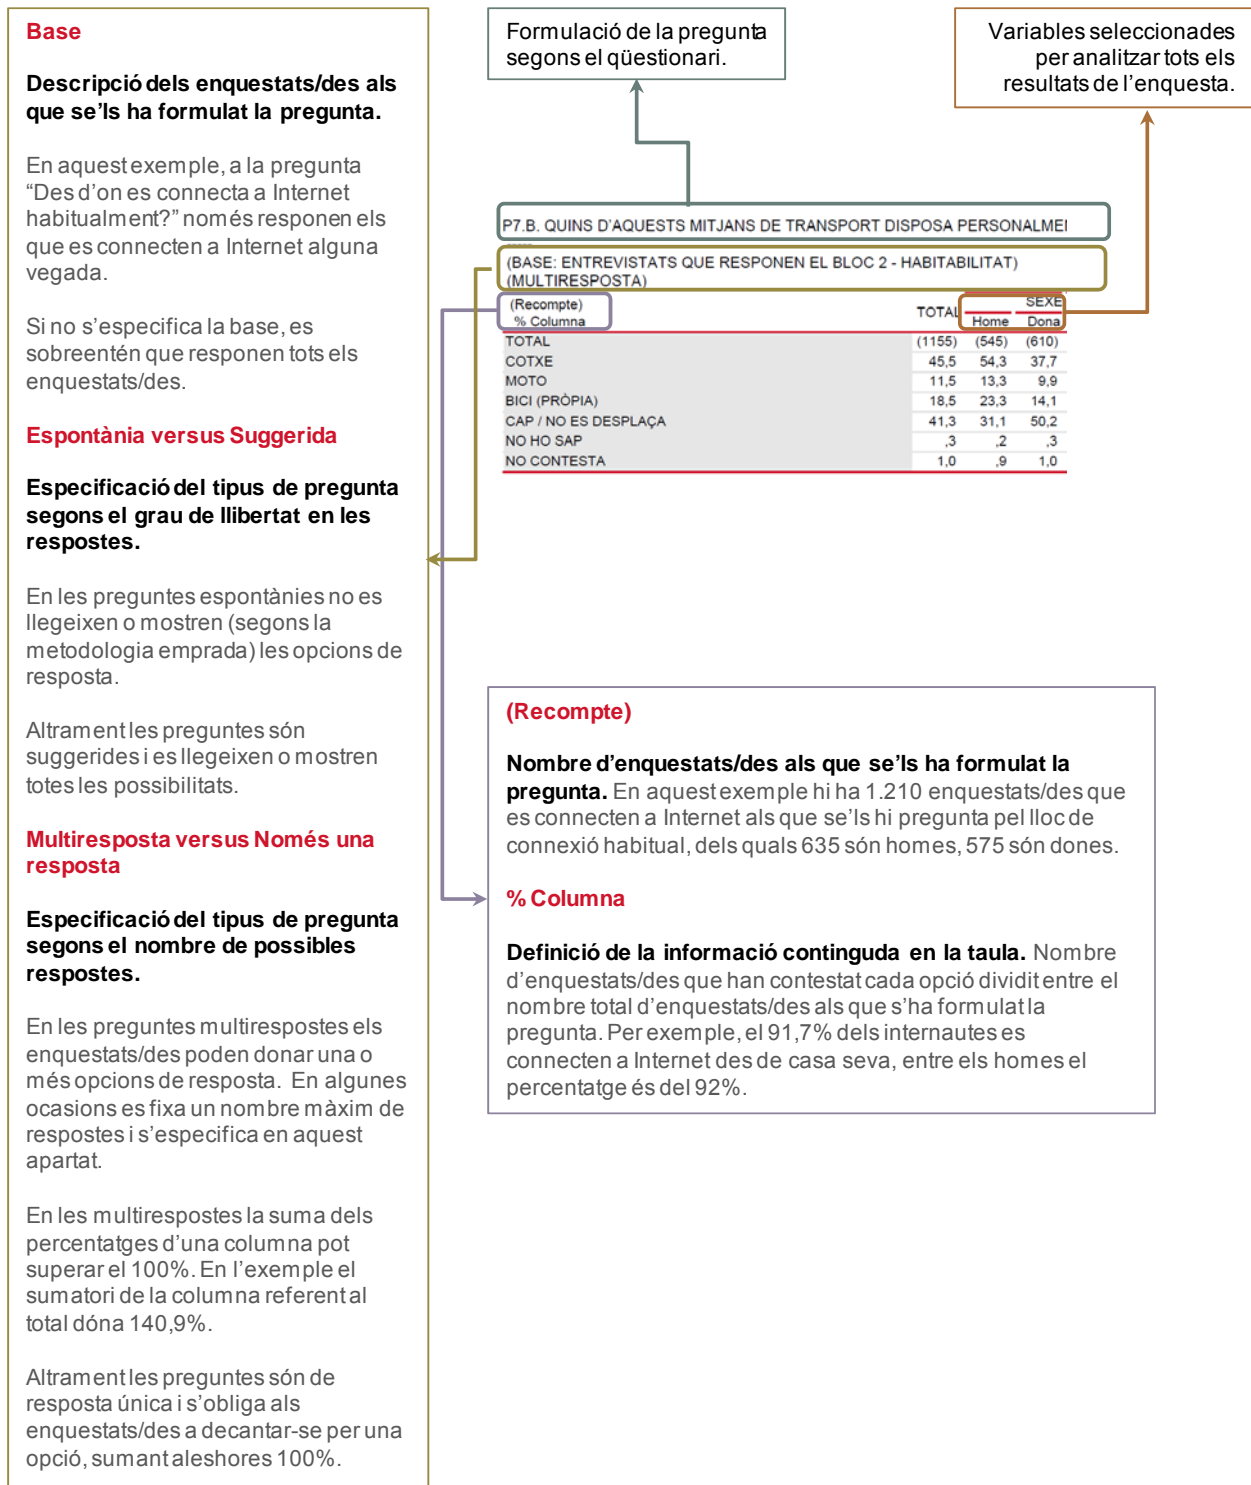 Base
Descripció dels enquestats/des als
que se'ls ha formulat la pregunta.
En aquest exemple, a la pregunta
“Des d'on es connecta a Internet
habitualment?” només responen els
que es connecten a Internet alguna
vegada.
Si no s'especifica la base, es
sobreentén que responen tots els
enquestats/des.
Espontània versus Suggerida
Especificació del tipus de pregunta
segons el grau de llibertat en les
respostes.
En les preguntes espontànies no es
llegeixen o mostren (segons la
metodologia emprada) les opcions de
resposta.
Altrament les preguntes són
suggerides i es llegeixen o mostren
totes les possibilitats.
Multiresposta versus Només una
resposta
Especificació del tipus de pregunta
segons el nombre de possibles
respostes.
En les preguntes multirespostes els
enquestats/des poden donar una o
més opcions de resposta. En algunes
ocasions es fixa un nombre màxim de
respostes i s'especifica en aquest
apartat.
En les multirespostes la suma dels
percentatges d'una columna pot
superar el 100%. En l'exemple el
sumatori de la columna referent al
total dóna 140,9%.
Altrament les preguntes són de
resposta única i s'obliga als
enquestats/des a decantar-se per una
opció, sumant aleshores 100%.
Formulació de la pregunta
segons el qüestionari.
Variables seleccionades
per analitzar tots els
resultats de l'enquesta.
P7.B. QUINS D'AQUESTS MITJANS DE TRANSPORT DISPOSA PERSONALMEI
(BASE: ENTREVISTATS QUE RESPONEN EL BLOC 2 - HABITABILITAT)
(MULTIRESPOSTA)
(Recompte) TOTAL SEXE
% Columna Home Dona
TOTAL (1155) (545) (610)
COTXE 45,5 54,3 37,7
MOTO 11,5 13,3 9,9
BICI (PRÒPIA) 18,5 23,3 14,1
CAP / NO ES DESPLAÇA 41,3 31,1 50,2
NO HO SAP ,3 ,2 ,3
NO CONTESTA 1,0 ,9 1,0
(Recompte)
Nombre d'enquestats/des als que se'ls ha formulat la
pregunta. En aquest exemple hi ha 1.210 enquestats/des que
es connecten a Internet als que se'ls hi pregunta pel lloc de
connexió habitual, dels quals 635 són homes, 575 són dones.
% Columna
Definició de la informació continguda en la taula. Nombre
d'enquestats/des que han contestat cada opció dividit entre el
nombre total d'enquestats/des als que s'ha formulat la
pregunta. Per exemple, el 91,7% dels internautes es
connecten a Internet des de casa seva, entre els homes el
percentatge és del 92%.